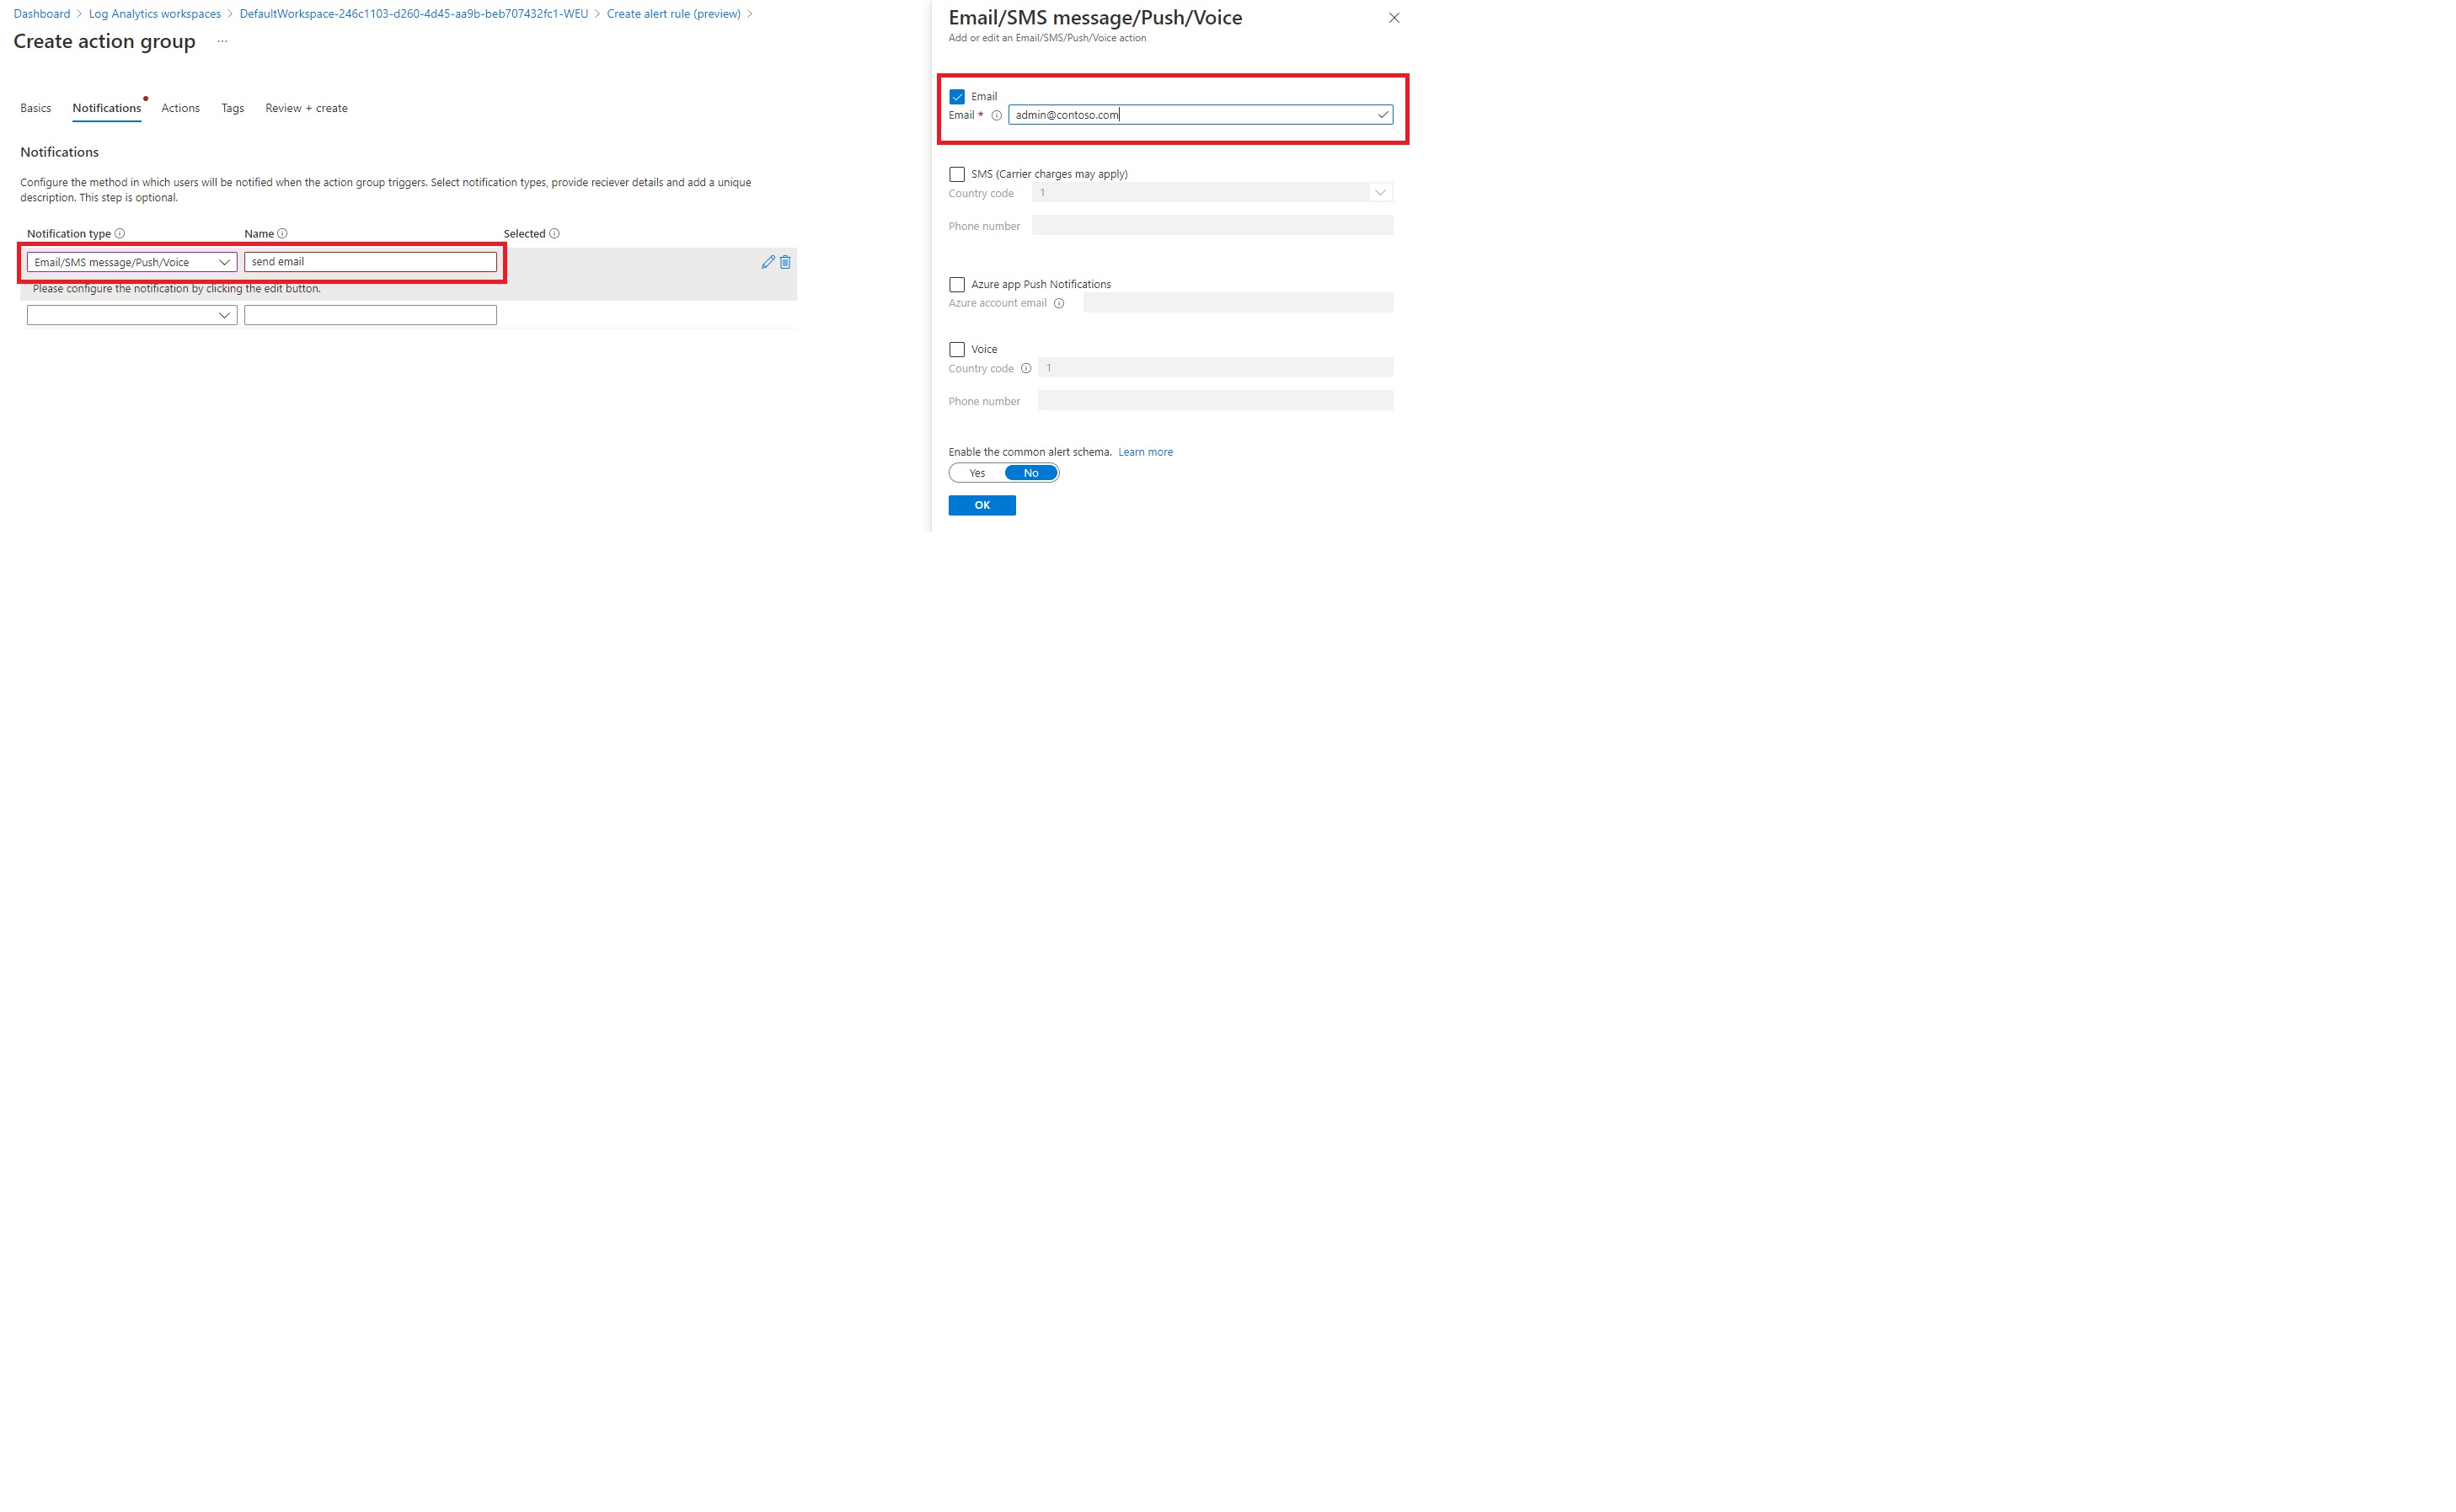 Dashboard > Log Analytics workspaces > DefaultWorkspace-246c1103-d260-4d45-aa9b-beb707432fc1-WEU > Create alert rule (preview) >
Create action group ...
Basics Notifications Actions Tags Review + create
Notifications
Configure the method in which users will be notified when the action group triggers. Select notification types, provide reciever details and add a unique
description. This step is optional.
Notification type Name Selected
Email/SMS message/Push/Voice send email
Please configure the notification by clicking the edit button.
Email/SMS message/Push/Voice
Add or edit an Email/SMS/Push/Voice action
Email
Email * admin@contoso.com
SMS (Carrier charges may apply)
Country code 1
Phone number
Azure app Push Notifications
Azure account email
Voice
Country code 1
Phone number
Enable the common alert schema. Learn more
Yes No
OK